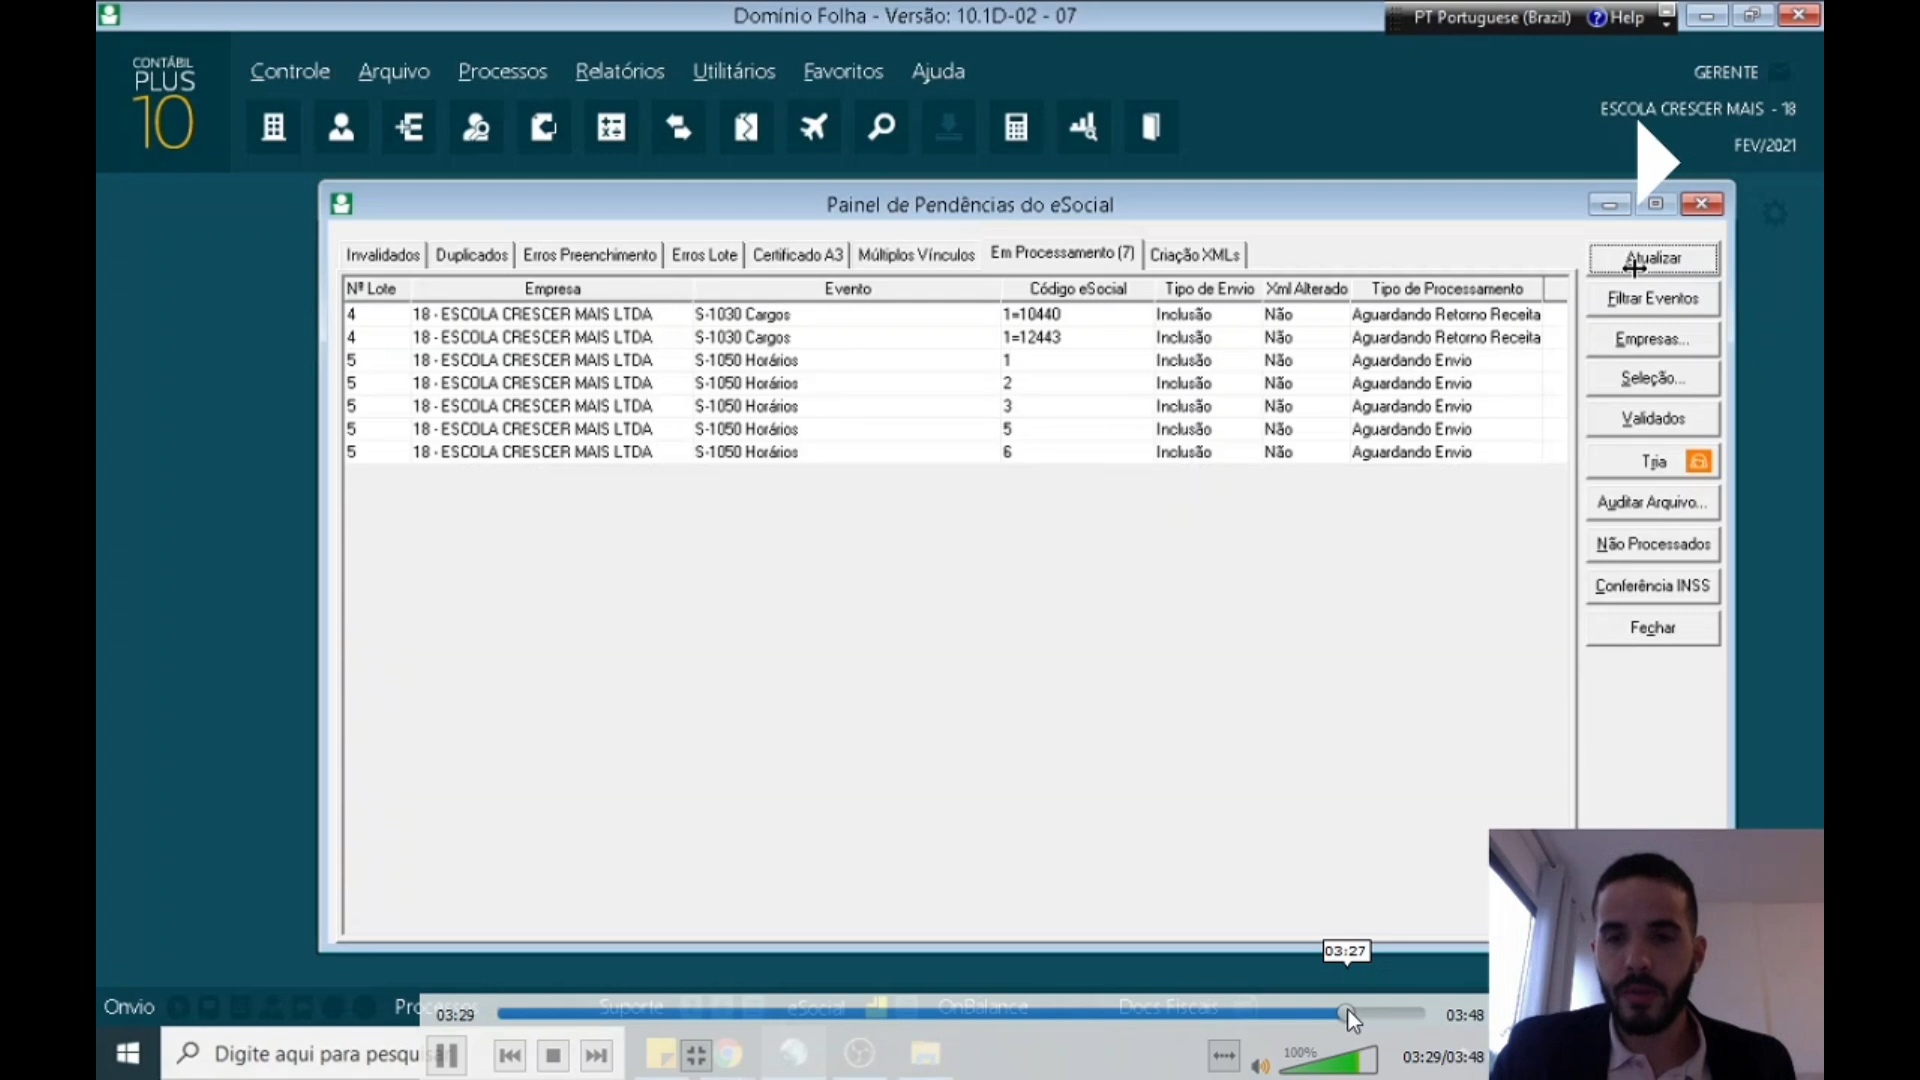 Domínio Folha - Versão: 10.1D-02 - 07
PT Portuguese (Brazil) Help
CONTÁBIL
PLUS
10
Controle Arquivo Processos Relatórios Utilitários Favoritos Ajuda
GERENTE
ESCOLA CRESCER MAIS - 18
FEV/2021
Painel de Pendências do eSocial
Invalidados Duplicados Erros Preenchimento Erros Lote Certificado A3 Múltiplos Vínculos Em Processamento (7) Criação XMLs
Nº Lote Empresa Evento Código eSocial Tipo de Envio Xml Alterado Tipo de Processamento
4 18 - ESCOLA CRESCER MAIS LTDA S-1030 Cargos 1=10440 Inclusão Não Aguardando Retorno Receita
4 18 - ESCOLA CRESCER MAIS LTDA S-1030 Cargos 1=12443 Inclusão Não Aguardando Retorno Receita
5 18 - ESCOLA CRESCER MAIS LTDA S-1050 Horários 1 Inclusão Não Aguardando Envio
5 18 - ESCOLA CRESCER MAIS LTDA S-1050 Horários 2 Inclusão Não Aguardando Envio
5 18 - ESCOLA CRESCER MAIS LTDA S-1050 Horários 3 Inclusão Não Aguardando Envio
5 18 - ESCOLA CRESCER MAIS LTDA S-1050 Horários 5 Inclusão Não Aguardando Envio
5 18 - ESCOLA CRESCER MAIS LTDA S-1050 Horários 6 Inclusão Não Aguardando Envio
Atualizar
Filtrar Eventos
Empresas...
Seleção...
Validados
Tria
Auditar Arquivo...
Não Processados
Conferência INSS
Fechar
03:27
Onvio Processos Suporte eSocial OnBalance Docs Fiscais
03:29 03:48
Digite aqui para pesqui
100%
03:29/03:48